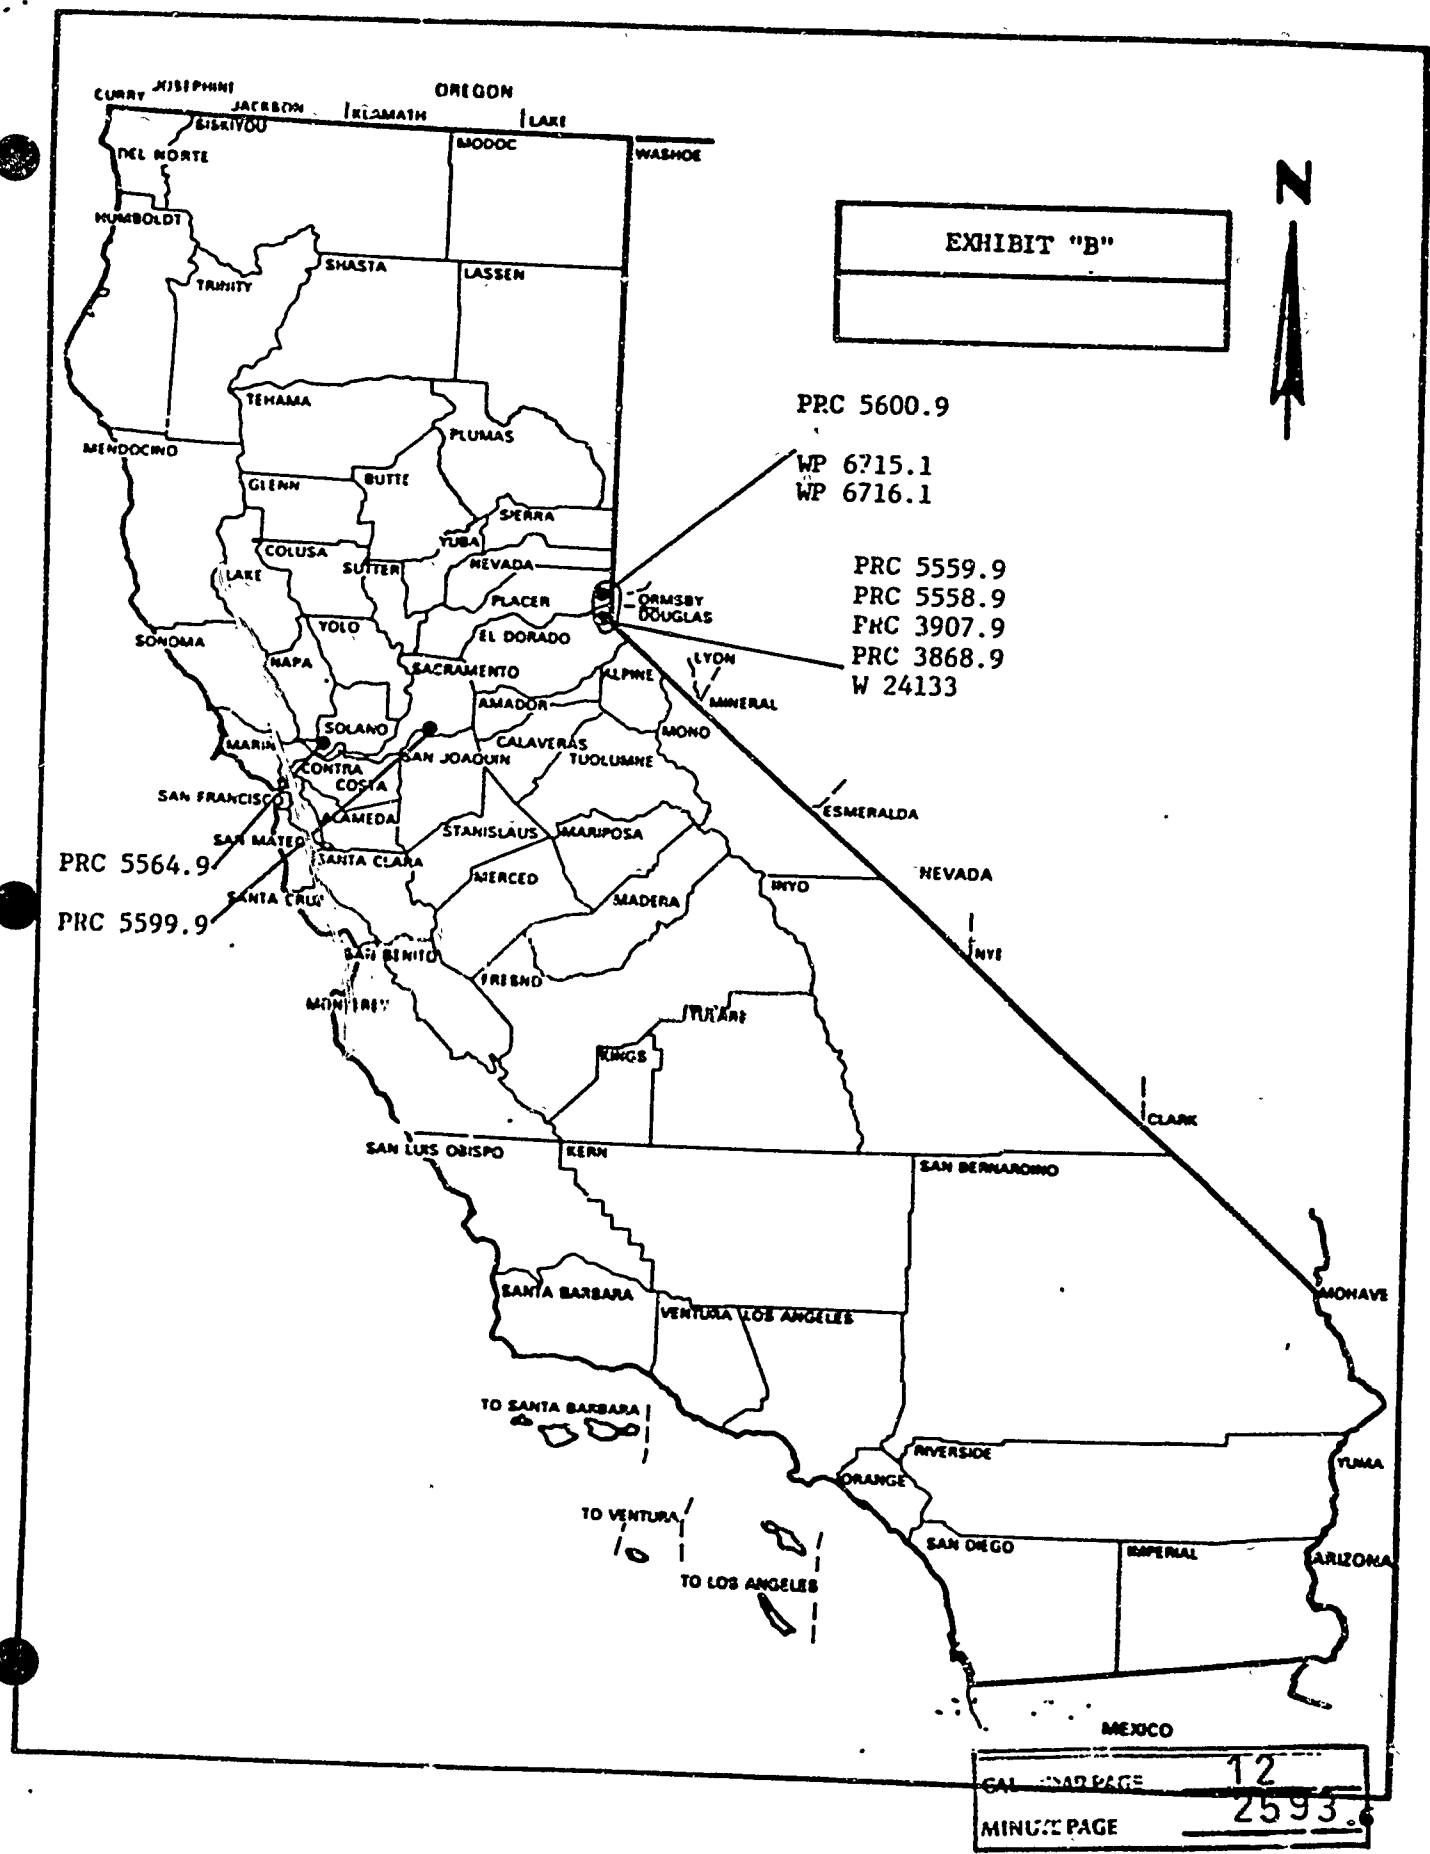 OREGON
CURRY
JOSEPHINE
JACKSON
KLAMATH
LAKE
SISKIYOU
MODOC
WASHOE
DEL NORTE
HUMBOLDT
EXHIBIT "B"
N
TRINITY
SHASTA
LASSEN
TEHAMA
PLUMAS
MENDOCINO
GLENN
BUTTE
PRC 5600.9
WP 6715.1
WP 6716.1
SIERRA
YUBA
COLUSA
SUTTER
NEVADA
LAKE
PLACER
PRC 5559.9
PRC 5558.9
PRC 3907.9
PRC 3868.9
W 24133
ORMSBY
DOUGLAS
SONOMA
YOLO
EL DORADO
NAPA
SACRAMENTO
ALPINE
LYON
MINERAL
AMADOR
SOLANO
MONO
MARIN
CALAVERAS
SAN JOAQUIN
TUOLUMNE
CONTRA
COSTA
SAN FRANCISCO
ESMERALDA
ALAMEDA
SAN MATEO
STANISLAUS
MARIPOSA
PRC 5564.9
SANTA CLARA
MERCED
NEVADA
INYO
SANTA CRUZ
MADERA
PRC 5599.9
SAN BENITO
NYE
FRESNO
MONTEREY
TULARE
KINGS
CLARK
SAN LUIS OBISPO
KERN
SAN BERNARDINO
SANTA BARBARA
MOHAVE
VENTURA
LOS ANGELES
TO SANTA BARBARA
RIVERSIDE
YUMA
ORANGE
TO VENTURA
SAN DIEGO
IMPERIAL
ARIZONA
TO LOS ANGELES
MEXICO
PAGE 12
MINUTE PAGE 2593.6